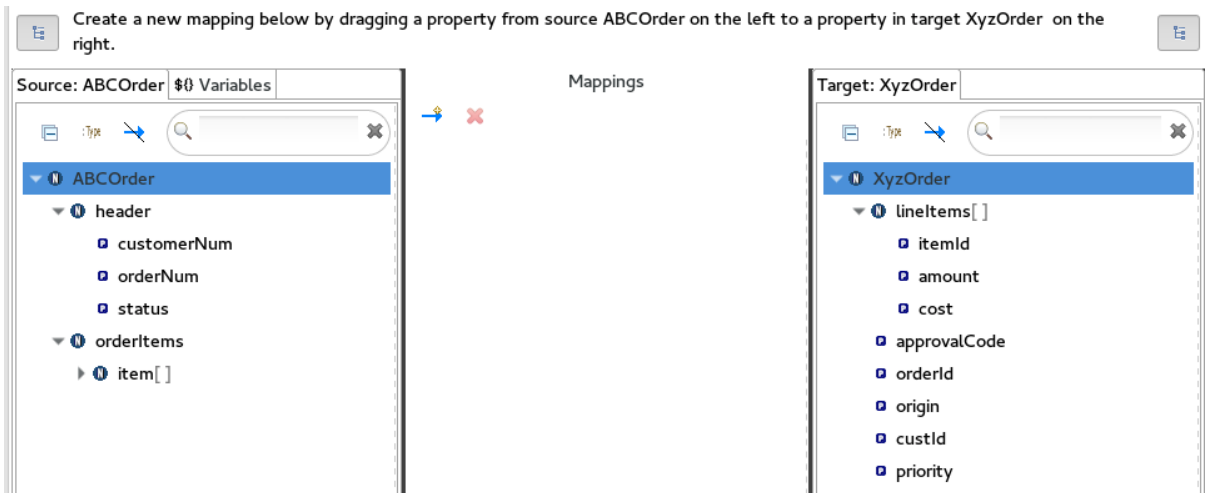 Create a new mapping below by dragging a property from source ABCOrder on the left to a property in target XyzOrder on the
right.
Source: ABCOrder
${} Variables
Mappings
Target: XyzOrder
: Type
: Type
ABCOrder
header
customerNum
orderNum
status
orderItems
item[ ]
XyzOrder
lineItems[ ]
itemId
amount
cost
approvalCode
orderId
origin
custId
priority